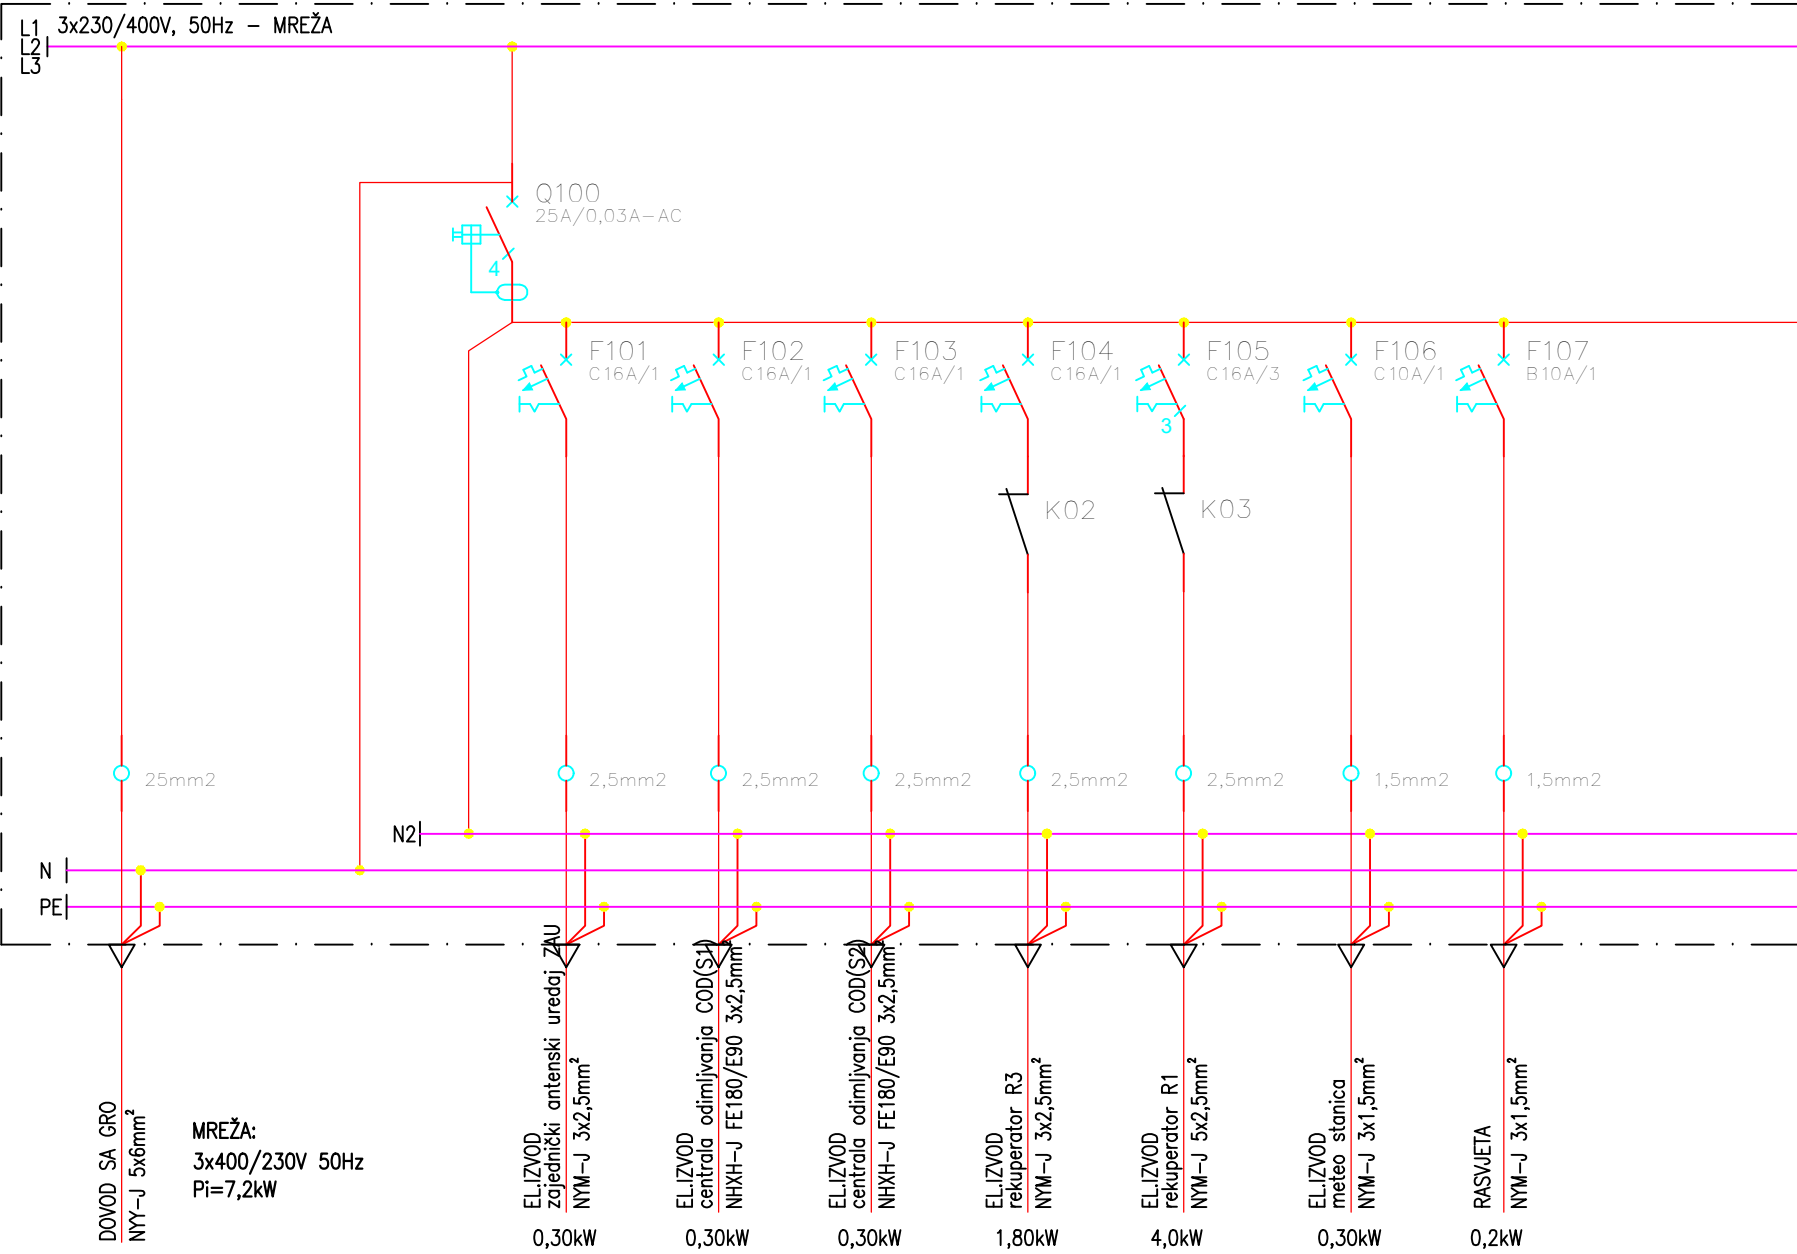 L1 3x230/400V, 50Hz – MREŽA
L2
L3
Q100
25A/0,03A–AC
4
F101
C16A/1
F102
C16A/1
F103
C16A/1
F104
C16A/1
F105
C16A/3
3
F106
C10A/1
F107
B10A/1
K02
K03
25mm2
2,5mm2
2,5mm2
2,5mm2
2,5mm2
2,5mm2
1,5mm2
1,5mm2
N2
N
PE
DOVOD SA GRO
NYY–J 5x6mm²
MREŽA:
3x400/230V 50Hz
Pi=7,2kW
EL.IZVOD
zajednički antenski uredaj ZAU
NYM–J 3x2,5mm²
0,30kW
EL.IZVOD
centrala odimljvanja COD(S1)
NHXH–J FE180/E90 3x2,5mm²
0,30kW
EL.IZVOD
centrala odimljvanja COD(S2)
NHXH–J FE180/E90 3x2,5mm²
0,30kW
EL.IZVOD
rekuperator R3
NYM–J 3x2,5mm²
1,80kW
EL.IZVOD
rekuperator R1
NYM–J 5x2,5mm²
4,0kW
EL.IZVOD
meteo stanica
NYM–J 3x1,5mm²
0,30kW
RASVJETA
NYM–J 3x1,5mm²
0,2kW